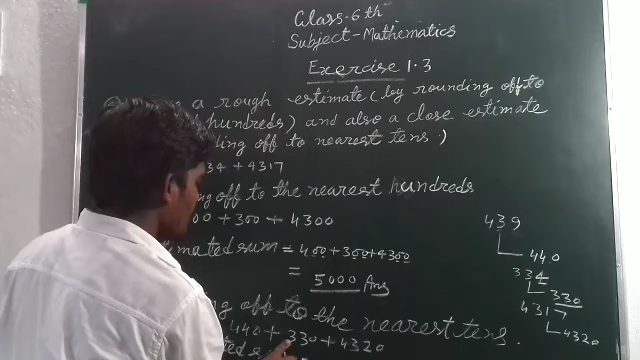 Class-6th
Subject-Mathematics
Exercise 1.3
a rough estimate (by rounding off to
hundreds) and also a close estimate
off to nearest tens.)
34 + 4317
off to the nearest hundreds
00 + 300 + 4300
sum = 400 + 300 + 4300
= 5000 Ans
off to the nearest tens.
440 + 330 + 4320
439
440
334
330
4317
4320